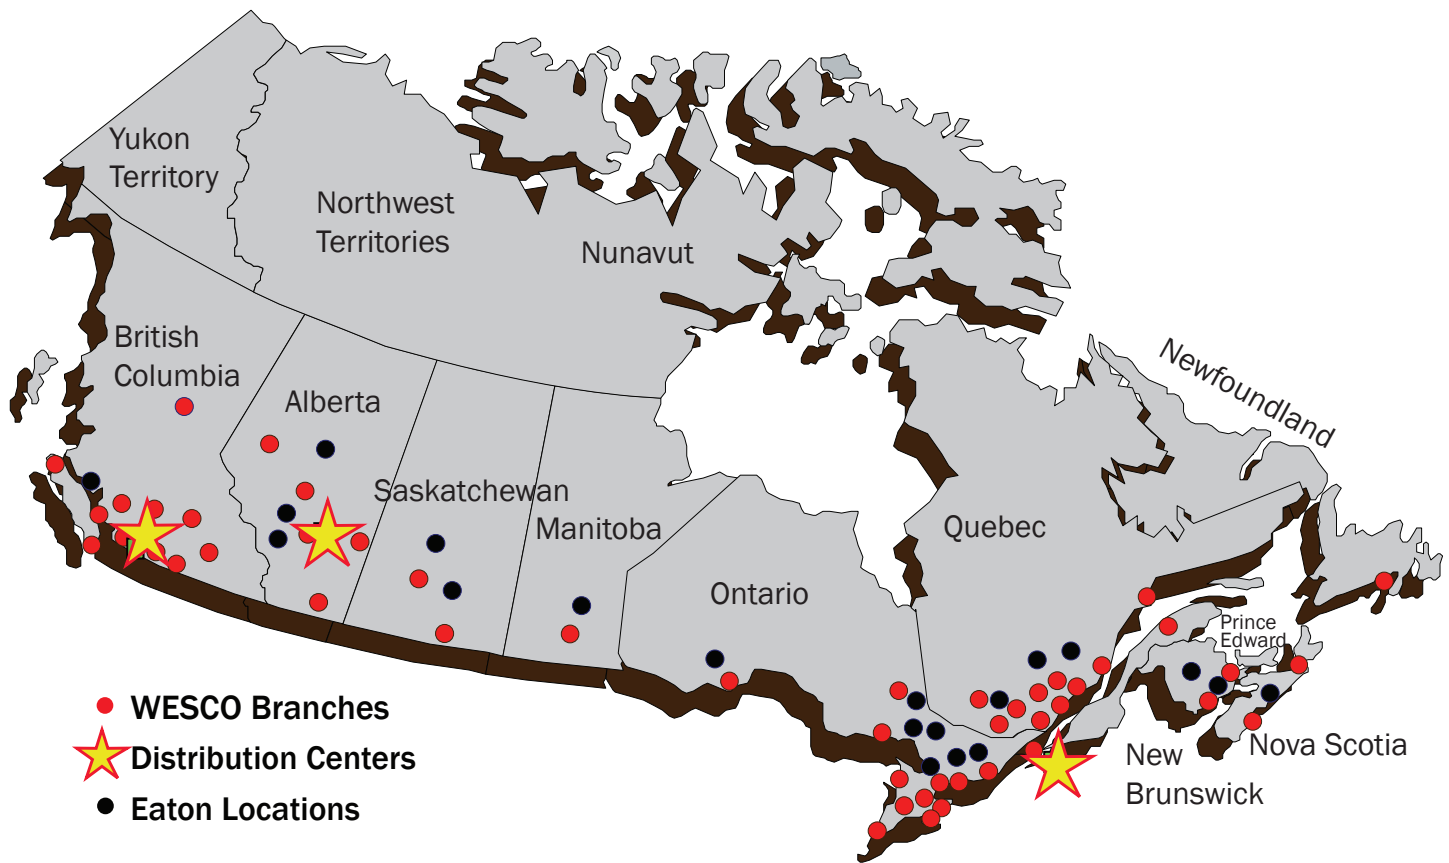 Yukon
Territory
Northwest
Territories
Nunavut
British
Columbia
Alberta
Saskatchewan
Manitoba
Ontario
Quebec
Newfoundland
Prince
Edward
Nova Scotia
New
Brunswick
WESCO Branches
Distribution Centers
Eaton Locations